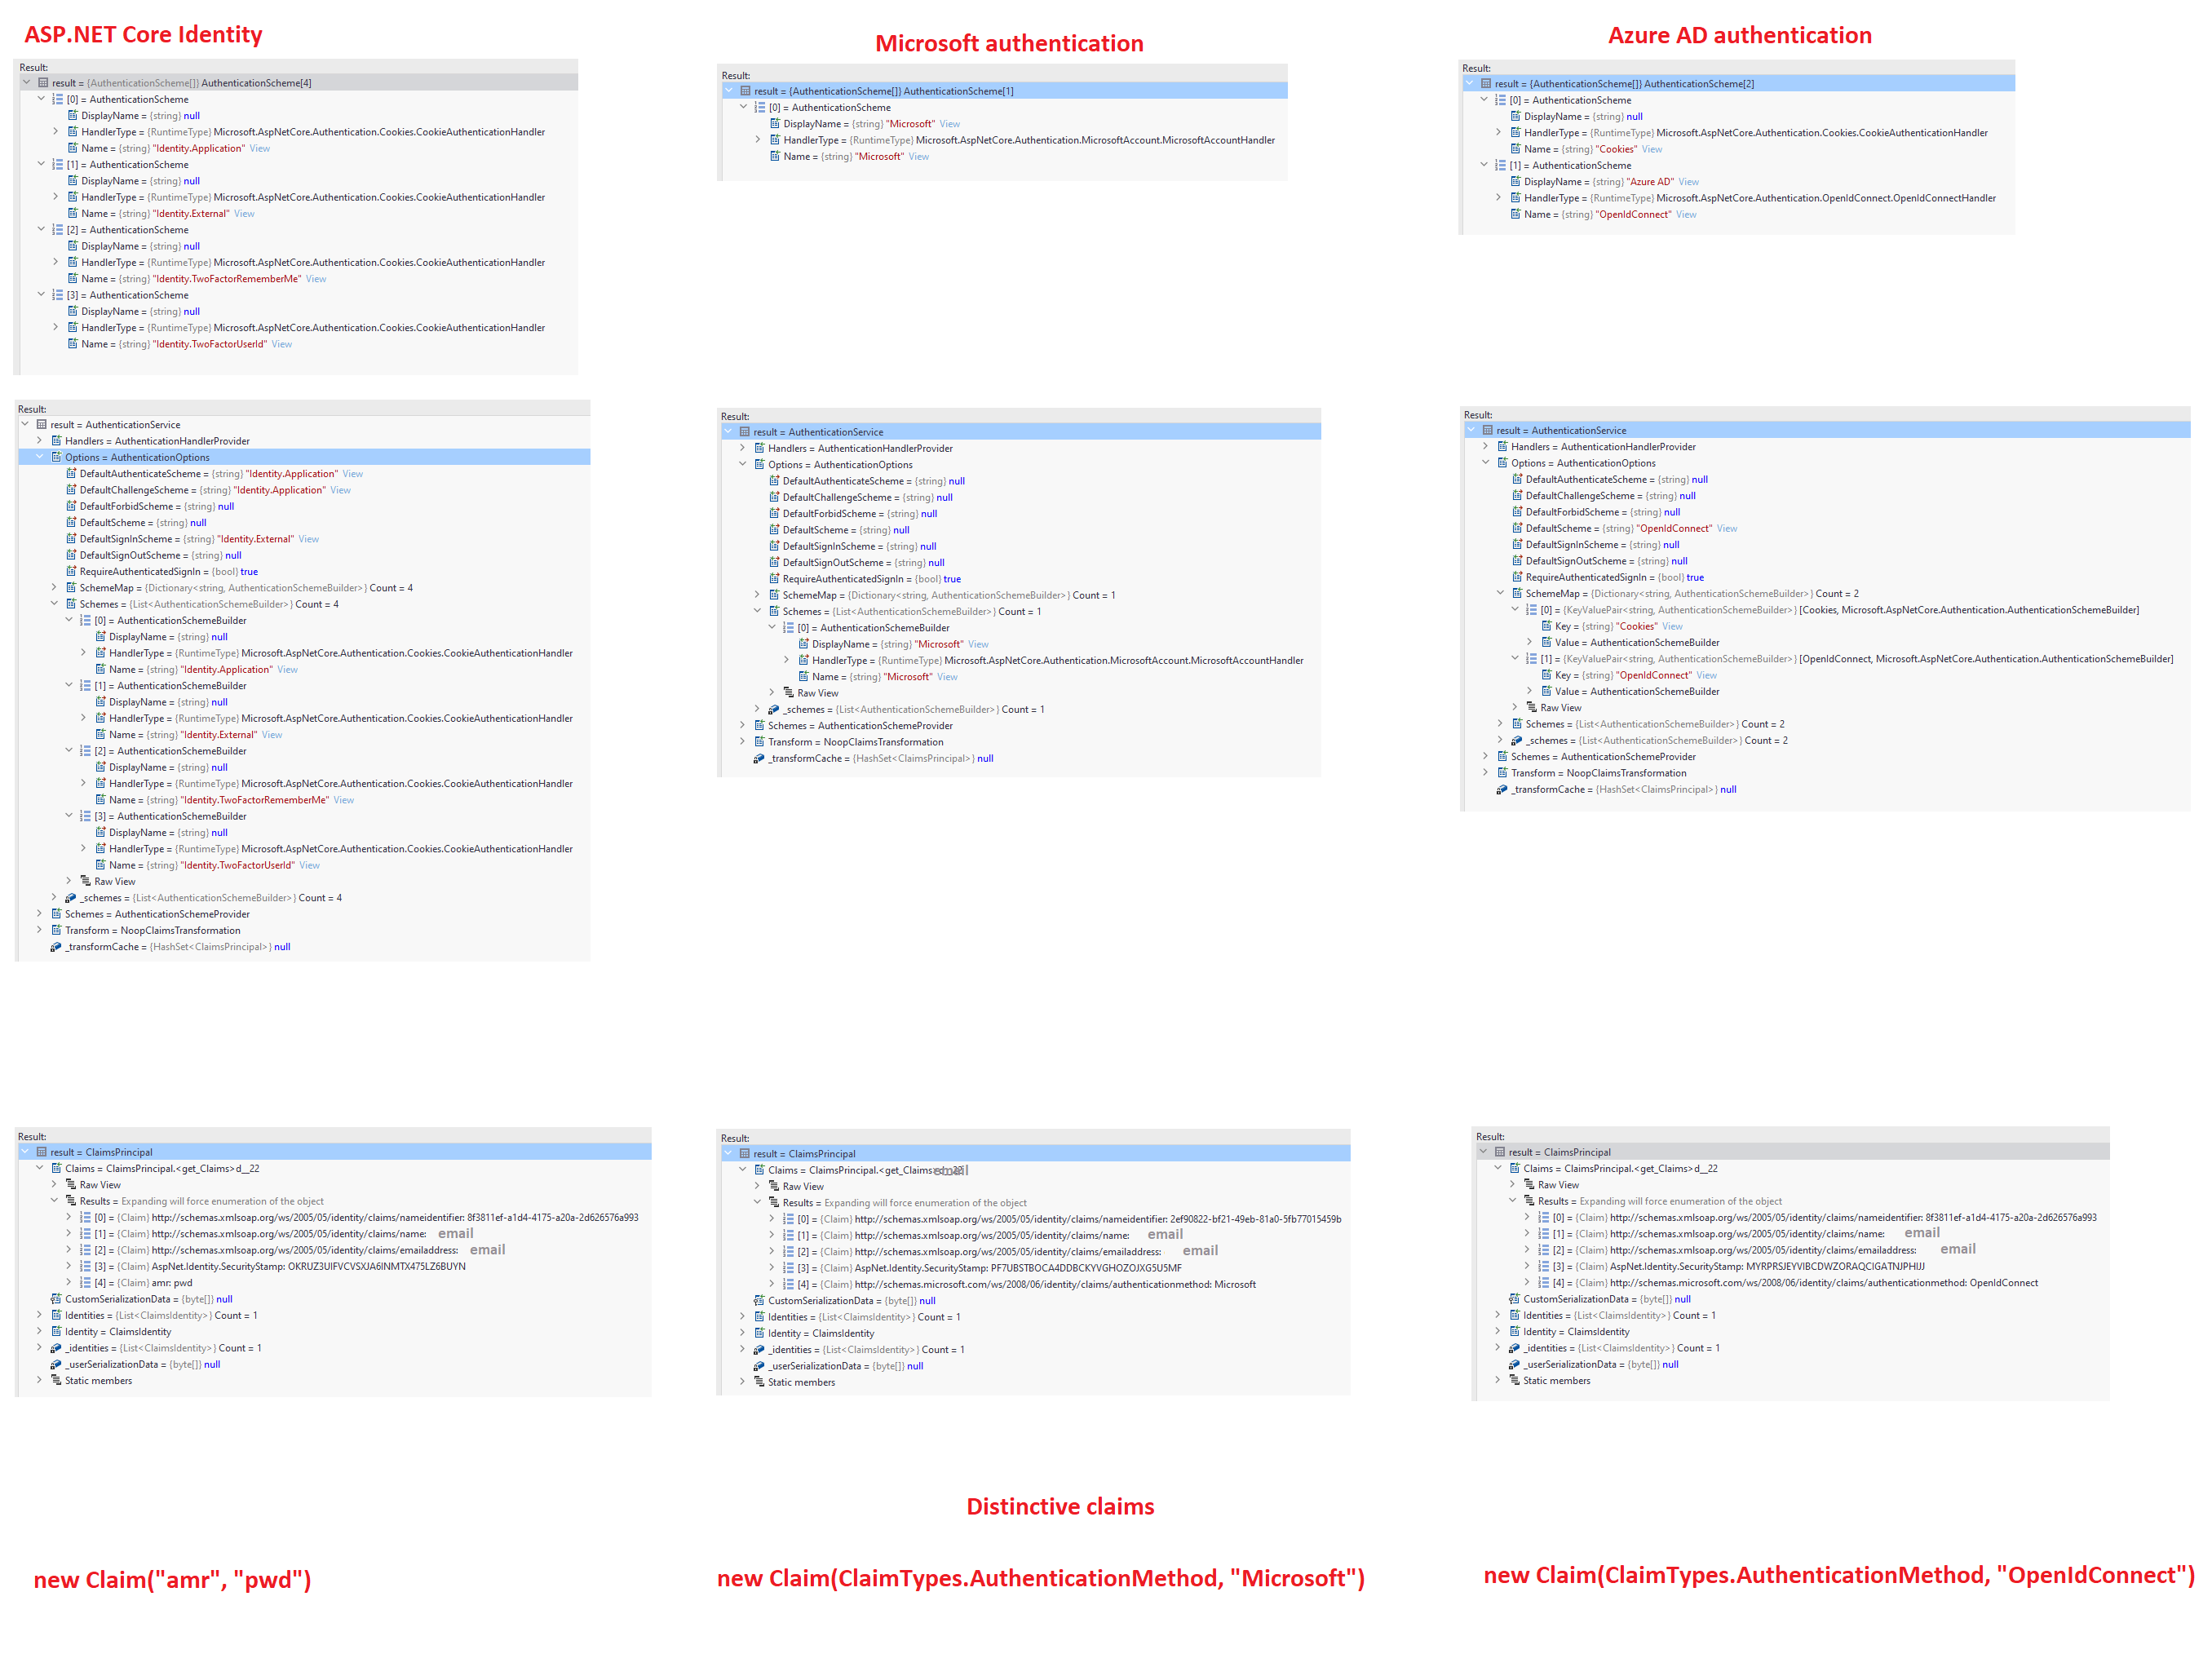 ASP.NET Core Identity
Result:
result = {AuthenticationScheme[]} AuthenticationScheme[4]
[0] = AuthenticationScheme
DisplayName = {string} null
HandlerType = {RuntimeType} Microsoft.AspNetCore.Authentication.Cookies.CookieAuthenticationHandler
Name = {string} "Identity.Application" View
[1] = AuthenticationScheme
DisplayName = {string} null
HandlerType = {RuntimeType} Microsoft.AspNetCore.Authentication.Cookies.CookieAuthenticationHandler
Name = {string} "Identity.External" View
[2] = AuthenticationScheme
DisplayName = {string} null
HandlerType = {RuntimeType} Microsoft.AspNetCore.Authentication.Cookies.CookieAuthenticationHandler
Name = {string} "Identity.TwoFactorRememberMe" View
[3] = AuthenticationScheme
DisplayName = {string} null
HandlerType = {RuntimeType} Microsoft.AspNetCore.Authentication.Cookies.CookieAuthenticationHandler
Name = {string} "Identity.TwoFactorUserId" View
Microsoft authentication
Result:
result = {AuthenticationScheme[]} AuthenticationScheme[1]
[0] = AuthenticationScheme
DisplayName = {string} "Microsoft" View
HandlerType = {RuntimeType} Microsoft.AspNetCore.Authentication.MicrosoftAccount.MicrosoftAccountHandler
Name = {string} "Microsoft" View
Azure AD authentication
Result:
result = {AuthenticationScheme[]} AuthenticationScheme[2]
[0] = AuthenticationScheme
DisplayName = {string} null
HandlerType = {RuntimeType} Microsoft.AspNetCore.Authentication.Cookies.CookieAuthenticationHandler
Name = {string} "Cookies" View
[1] = AuthenticationScheme
DisplayName = {string} "Azure AD" View
HandlerType = {RuntimeType} Microsoft.AspNetCore.Authentication.OpenIdConnect.OpenIdConnectHandler
Name = {string} "OpenIdConnect" View
Result:
result = AuthenticationService
Handlers = AuthenticationHandlerProvider
Options = AuthenticationOptions
DefaultAuthenticateScheme = {string} "Identity.Application" View
DefaultChallengeScheme = {string} "Identity.Application" View
DefaultForbidScheme = {string} null
DefaultScheme = {string} null
DefaultSignInScheme = {string} "Identity.External" View
DefaultSignOutScheme = {string} null
RequireAuthenticatedSignIn = {bool} true
SchemeMap = {Dictionary<string, AuthenticationSchemeBuilder>} Count = 4
Schemes = {List<AuthenticationSchemeBuilder>} Count = 4
[0] = AuthenticationSchemeBuilder
DisplayName = {string} null
HandlerType = {RuntimeType} Microsoft.AspNetCore.Authentication.Cookies.CookieAuthenticationHandler
Name = {string} "Identity.Application" View
[1] = AuthenticationSchemeBuilder
DisplayName = {string} null
HandlerType = {RuntimeType} Microsoft.AspNetCore.Authentication.Cookies.CookieAuthenticationHandler
Name = {string} "Identity.External" View
[2] = AuthenticationSchemeBuilder
DisplayName = {string} null
HandlerType = {RuntimeType} Microsoft.AspNetCore.Authentication.Cookies.CookieAuthenticationHandler
Name = {string} "Identity.TwoFactorRememberMe" View
[3] = AuthenticationSchemeBuilder
DisplayName = {string} null
HandlerType = {RuntimeType} Microsoft.AspNetCore.Authentication.Cookies.CookieAuthenticationHandler
Name = {string} "Identity.TwoFactorUserId" View
Raw View
_schemes = {List<AuthenticationSchemeBuilder>} Count = 4
Schemes = AuthenticationSchemeProvider
Transform = NoopClaimsTransformation
_transformCache = {HashSet<ClaimsPrincipal>} null
Result:
result = AuthenticationService
Handlers = AuthenticationHandlerProvider
Options = AuthenticationOptions
DefaultAuthenticateScheme = {string} null
DefaultChallengeScheme = {string} null
DefaultForbidScheme = {string} null
DefaultScheme = {string} null
DefaultSignInScheme = {string} null
DefaultSignOutScheme = {string} null
RequireAuthenticatedSignIn = {bool} true
SchemeMap = {Dictionary<string, AuthenticationSchemeBuilder>} Count = 1
Schemes = {List<AuthenticationSchemeBuilder>} Count = 1
[0] = AuthenticationSchemeBuilder
DisplayName = {string} "Microsoft" View
HandlerType = {RuntimeType} Microsoft.AspNetCore.Authentication.MicrosoftAccount.MicrosoftAccountHandler
Name = {string} "Microsoft" View
Raw View
_schemes = {List<AuthenticationSchemeBuilder>} Count = 1
Schemes = AuthenticationSchemeProvider
Transform = NoopClaimsTransformation
_transformCache = {HashSet<ClaimsPrincipal>} null
Result:
result = AuthenticationService
Handlers = AuthenticationHandlerProvider
Options = AuthenticationOptions
DefaultAuthenticateScheme = {string} null
DefaultChallengeScheme = {string} null
DefaultForbidScheme = {string} null
DefaultScheme = {string} "OpenIdConnect" View
DefaultSignInScheme = {string} null
DefaultSignOutScheme = {string} null
RequireAuthenticatedSignIn = {bool} true
SchemeMap = {Dictionary<string, AuthenticationSchemeBuilder>} Count = 2
[0] = {KeyValuePair<string, AuthenticationSchemeBuilder>} [Cookies, Microsoft.AspNetCore.Authentication.AuthenticationSchemeBuilder]
Key = {string} "Cookies" View
Value = AuthenticationSchemeBuilder
[1] = {KeyValuePair<string, AuthenticationSchemeBuilder>} [OpenIdConnect, Microsoft.AspNetCore.Authentication.AuthenticationSchemeBuilder]
Key = {string} "OpenIdConnect" View
Value = AuthenticationSchemeBuilder
Raw View
Schemes = {List<AuthenticationSchemeBuilder>} Count = 2
_schemes = {List<AuthenticationSchemeBuilder>} Count = 2
Schemes = AuthenticationSchemeProvider
Transform = NoopClaimsTransformation
_transformCache = {HashSet<ClaimsPrincipal>} null
Result:
result = ClaimsPrincipal
Claims = ClaimsPrincipal.<get_Claims>d__22
Raw View
Results = Expanding will force enumeration of the object
[0] = {Claim} http://schemas.xmlsoap.org/ws/2005/05/identity/claims/nameidentifier: 8f3811ef-a1d4-4175-a20a-2d626576a993
[1] = {Claim} http://schemas.xmlsoap.org/ws/2005/05/identity/claims/name: email
[2] = {Claim} http://schemas.xmlsoap.org/ws/2005/05/identity/claims/emailaddress: email
[3] = {Claim} AspNet.Identity.SecurityStamp: OKRUZ3UIFVCVSXJA6INMTX475LZ6BUYN
[4] = {Claim} amr: pwd
CustomSerializationData = {byte[]} null
Identities = {List<ClaimsIdentity>} Count = 1
Identity = ClaimsIdentity
_identities = {List<ClaimsIdentity>} Count = 1
_userSerializationData = {byte[]} null
Static members
Result:
result = ClaimsPrincipal
Claims = ClaimsPrincipal.<get_Claims>d__22 email
Raw View
Results = Expanding will force enumeration of the object
[0] = {Claim} http://schemas.xmlsoap.org/ws/2005/05/identity/claims/nameidentifier: 2ef90822-bf21-49eb-81a0-5fb77015459b
[1] = {Claim} http://schemas.xmlsoap.org/ws/2005/05/identity/claims/name: email
[2] = {Claim} http://schemas.xmlsoap.org/ws/2005/05/identity/claims/emailaddress: email
[3] = {Claim} AspNet.Identity.SecurityStamp: PF7UBSTBOCA4DDBCKYVGHOZOJXG5U5MF
[4] = {Claim} http://schemas.microsoft.com/ws/2008/06/identity/claims/authenticationmethod: Microsoft
CustomSerializationData = {byte[]} null
Identities = {List<ClaimsIdentity>} Count = 1
Identity = ClaimsIdentity
_identities = {List<ClaimsIdentity>} Count = 1
_userSerializationData = {byte[]} null
Static members
Result:
result = ClaimsPrincipal
Claims = ClaimsPrincipal.<get_Claims>d__22
Raw View
Results = Expanding will force enumeration of the object
[0] = {Claim} http://schemas.xmlsoap.org/ws/2005/05/identity/claims/nameidentifier: 8f3811ef-a1d4-4175-a20a-2d626576a993
[1] = {Claim} http://schemas.xmlsoap.org/ws/2005/05/identity/claims/name: email
[2] = {Claim} http://schemas.xmlsoap.org/ws/2005/05/identity/claims/emailaddress: email
[3] = {Claim} AspNet.Identity.SecurityStamp: MYRPRSJEYVIBCDWZORAQCIGATNJPHIJJ
[4] = {Claim} http://schemas.microsoft.com/ws/2008/06/identity/claims/authenticationmethod: OpenIdConnect
CustomSerializationData = {byte[]} null
Identities = {List<ClaimsIdentity>} Count = 1
Identity = ClaimsIdentity
_identities = {List<ClaimsIdentity>} Count = 1
_userSerializationData = {byte[]} null
Static members
Distinctive claims
new Claim("amr", "pwd")
new Claim(ClaimTypes.AuthenticationMethod, "Microsoft")
new Claim(ClaimTypes.AuthenticationMethod, "OpenIdConnect")